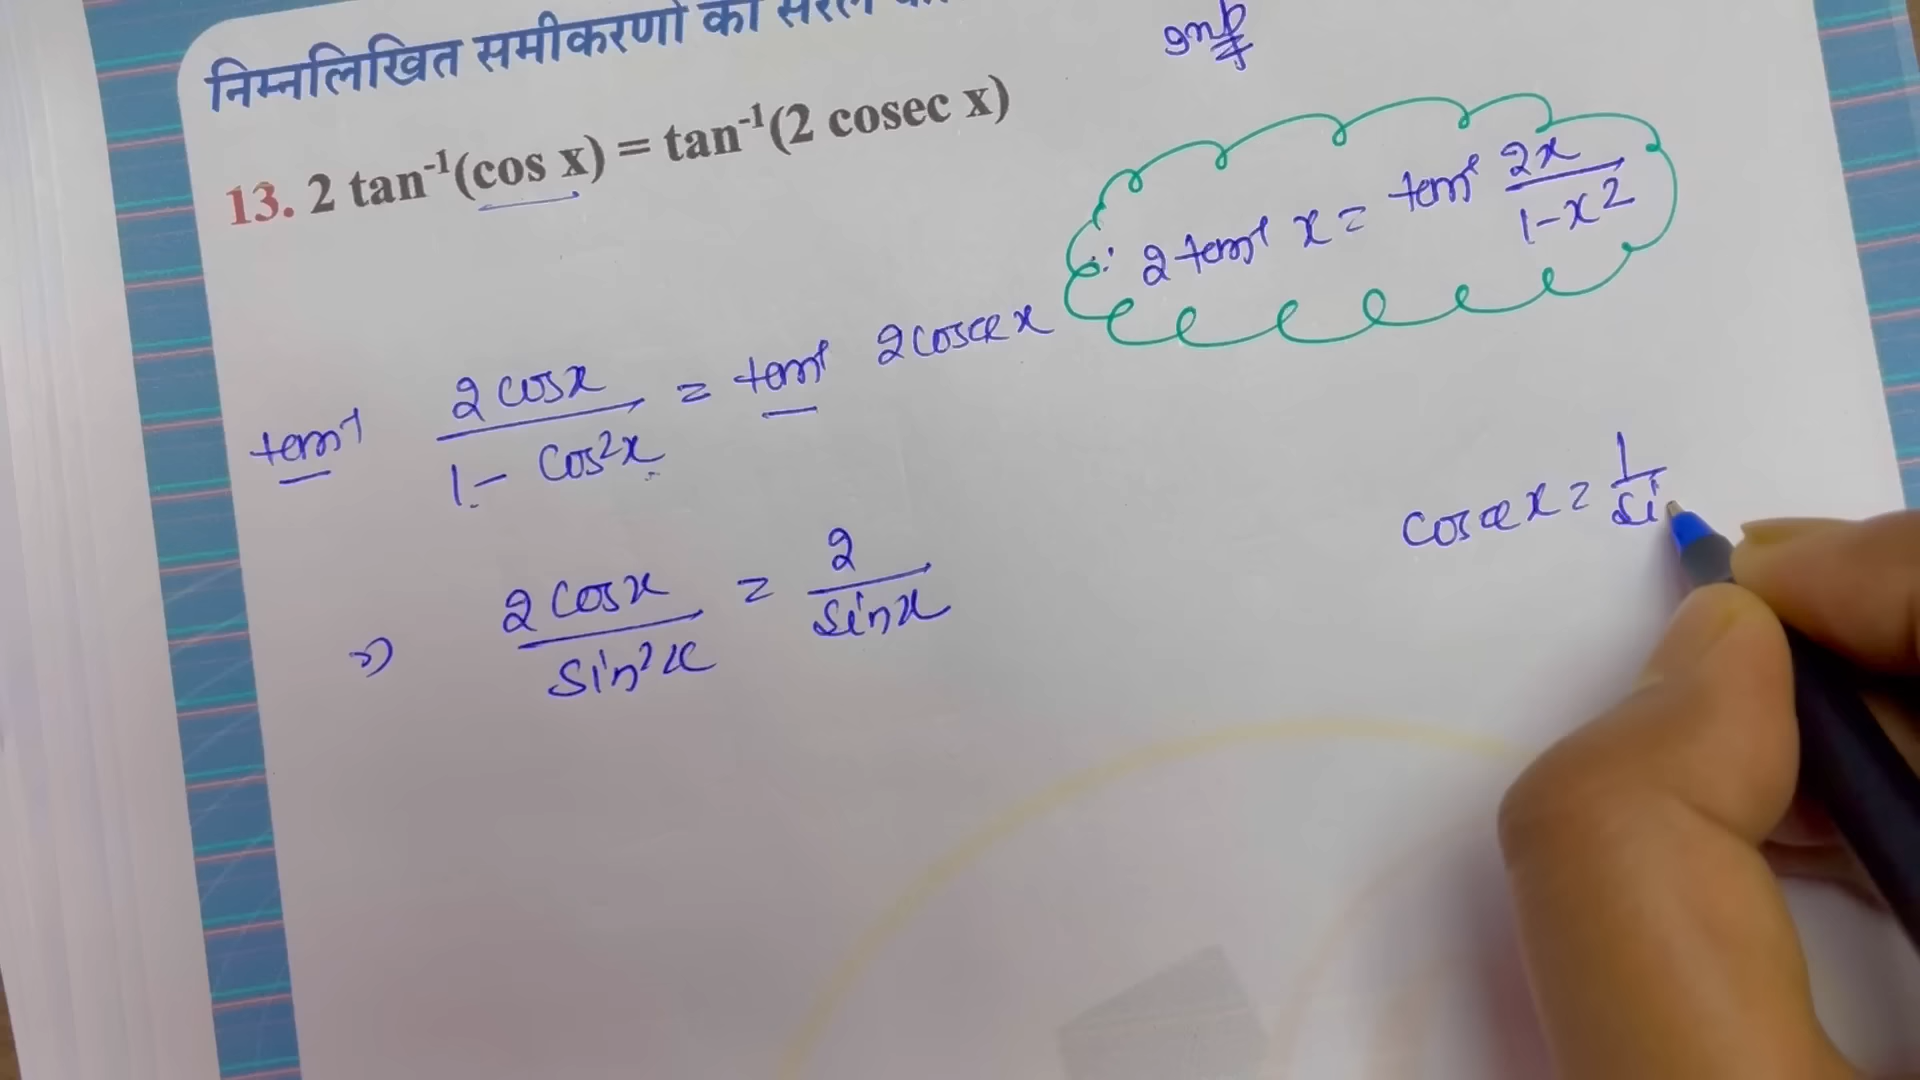 निम्नलिखित समीकरणों को सरल
Imp
13. 2 tan⁻¹(cos x) = tan⁻¹(2 cosec x)
∵ 2 tan⁻¹ x = tan⁻¹ 2x / 1-x²
tan⁻¹ 2cosx / 1-cos²x = tan⁻¹ 2cosec x
⇒ 2cosx / sin²x = 2 / sinx
cosec x = 1 / si